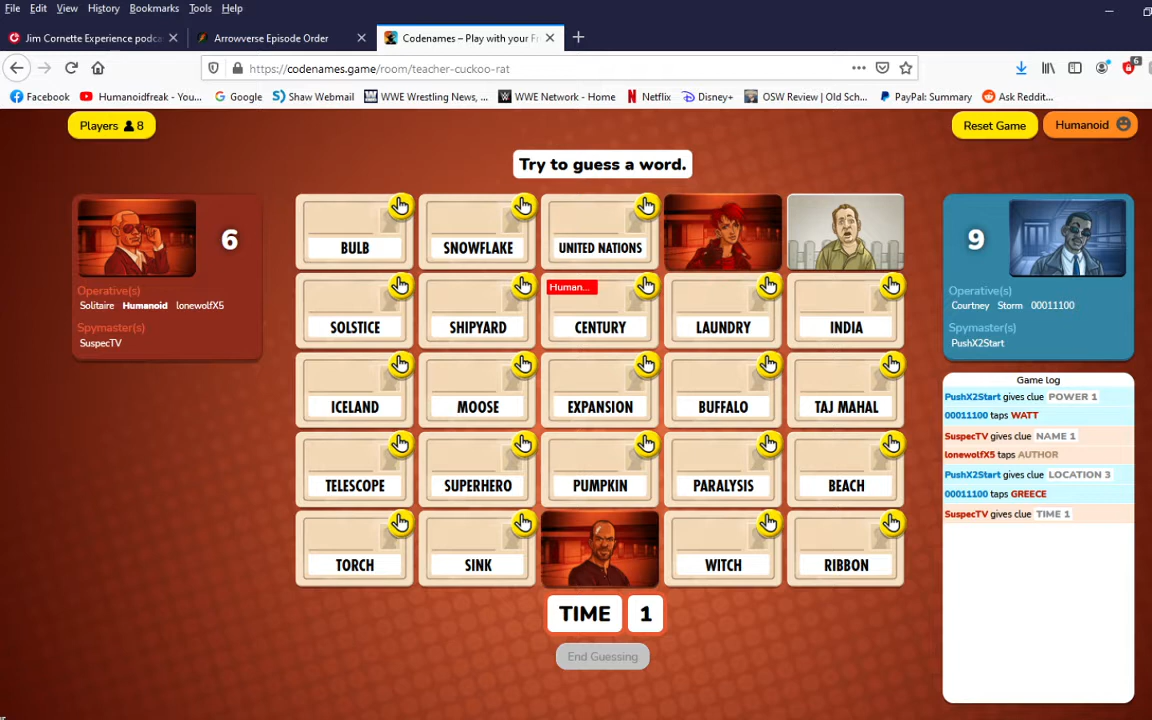 File Edit View History Bookmarks Tools Help
Jim Cornette Experience podca
Arrowverse Episode Order
Codenames – Play with your Fr
https://codenames.game/room/teacher-cuckoo-rat
6
Facebook
Humanoidfreak - You...
Google
Shaw Webmail
WWE Wrestling News, ...
WWE Network - Home
Netflix
Disney+
OSW Review | Old Sch...
PayPal: Summary
Ask Reddit...
Players 8
Reset Game
Humanoid
Try to guess a word.
6
Operative(s)
Solitaire Humanoid lonewolfX5
Spymaster(s)
SuspecTV
BULB
SNOWFLAKE
UNITED NATIONS
SOLSTICE
SHIPYARD
Human...
CENTURY
LAUNDRY
INDIA
ICELAND
MOOSE
EXPANSION
BUFFALO
TAJ MAHAL
TELESCOPE
SUPERHERO
PUMPKIN
PARALYSIS
BEACH
TORCH
SINK
WITCH
RIBBON
TIME 1
End Guessing
9
Operative(s)
Courtney Storm 00011100
Spymaster(s)
PushX2Start
Game log
PushX2Start gives clue POWER 1
00011100 taps WATT
SuspecTV gives clue NAME 1
lonewolfX5 taps AUTHOR
PushX2Start gives clue LOCATION 3
00011100 taps GREECE
SuspecTV gives clue TIME 1